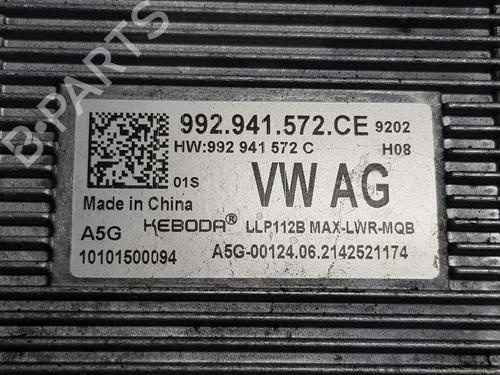 B-PARTS
992.941.572.CE 9202
HW:992 941 572 C H08
01S VW AG
Made in China
A5G KEBODA® LLP112B MAX-LWR-MQB
10101500094 A5G-00124.06.2142521174